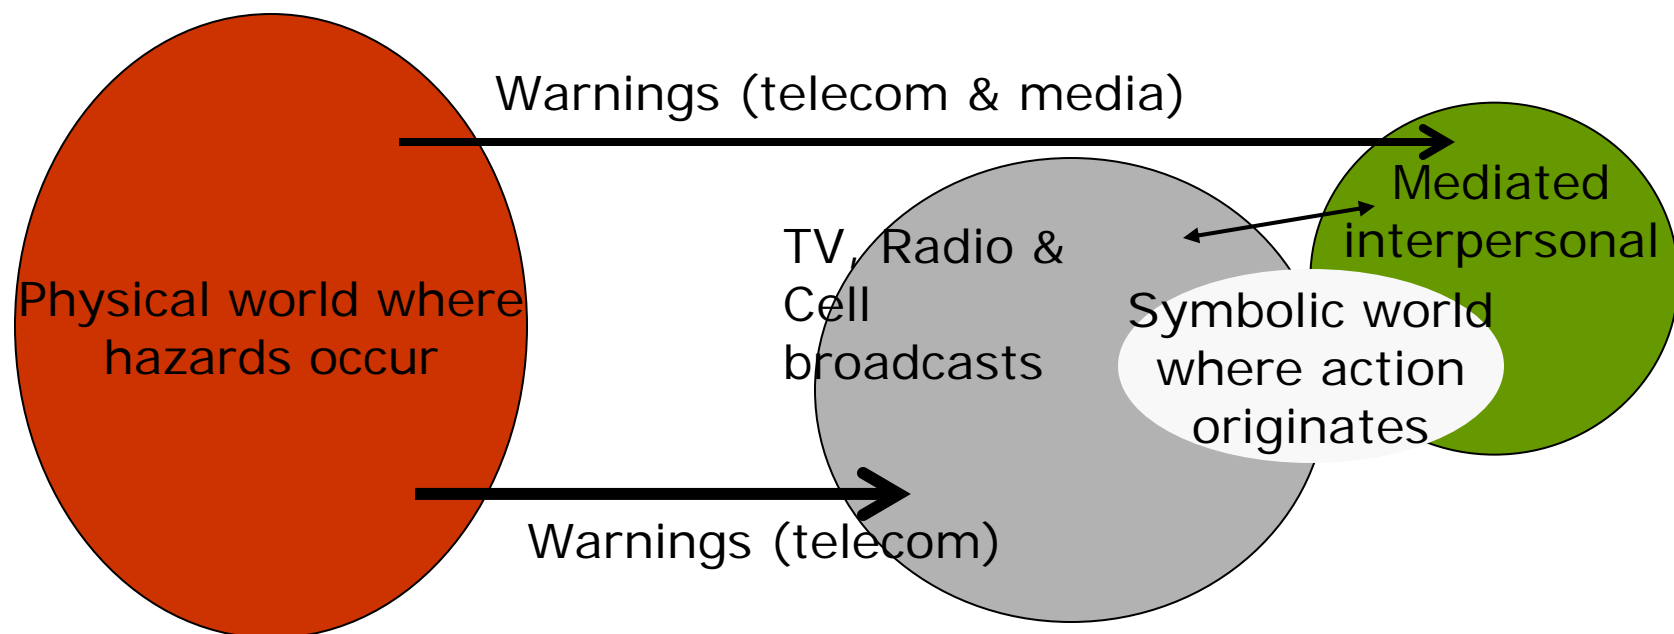 Warnings (telecom & media)
Mediated
interpersonal
TV, Radio &
Cell
broadcasts
Physical world where
hazards occur
Symbolic world
where action
originates
Warnings (telecom)